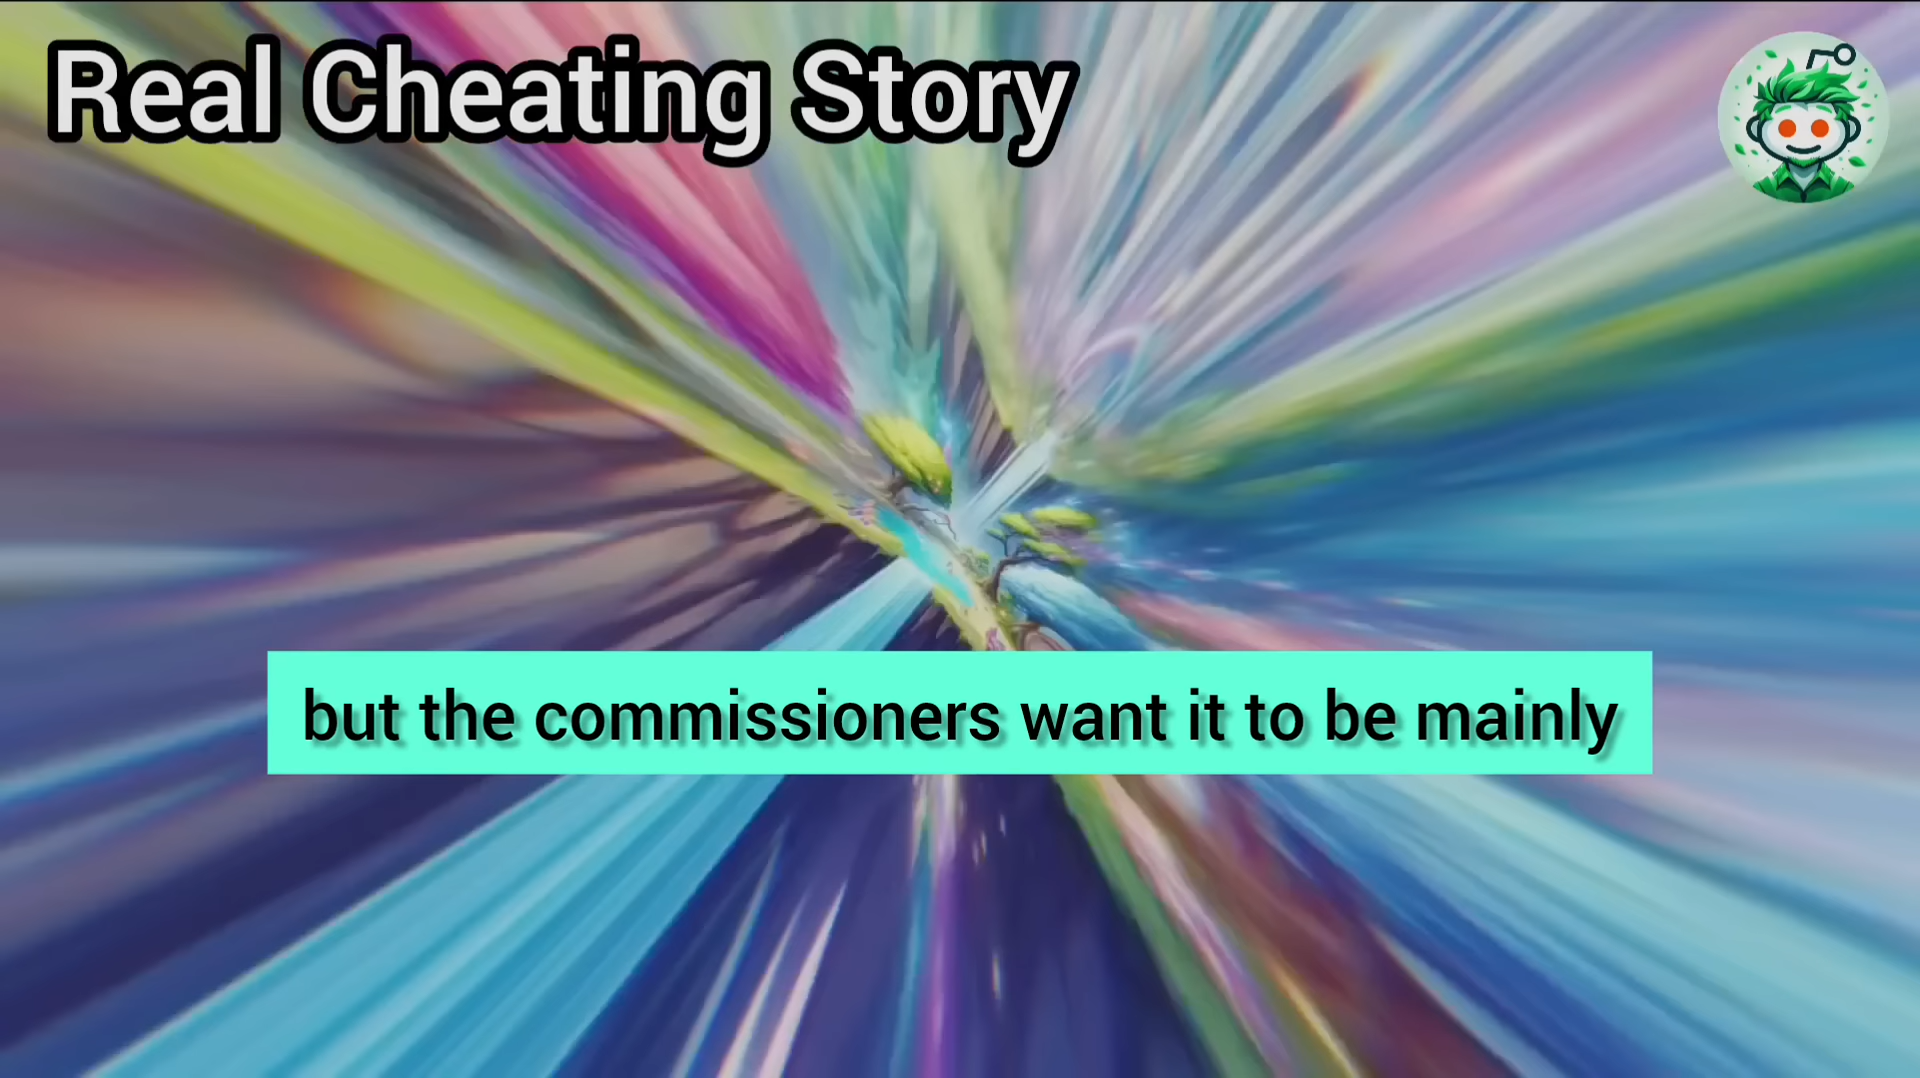 Real Cheating Story
but the commissioners want it to be mainly